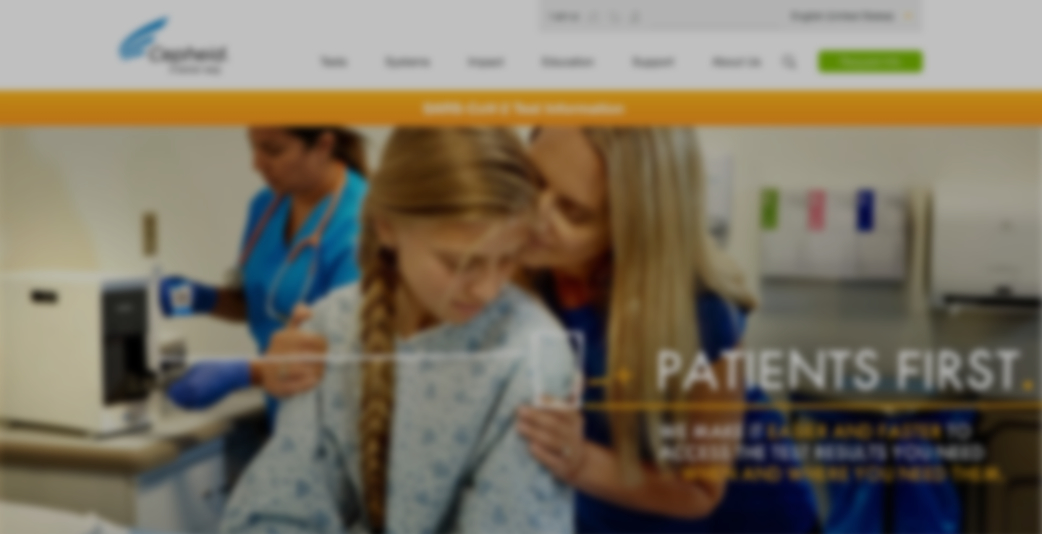 English (United States)
Cepheid.
Tests Systems Impact Education Support About Us
SARS-CoV-2 Test Information
PATIENTS FIRST.
WE MAKE IT EASIER AND FASTER TO
ACCESS THE TEST RESULTS YOU NEED
WHEN AND WHERE YOU NEED THEM.